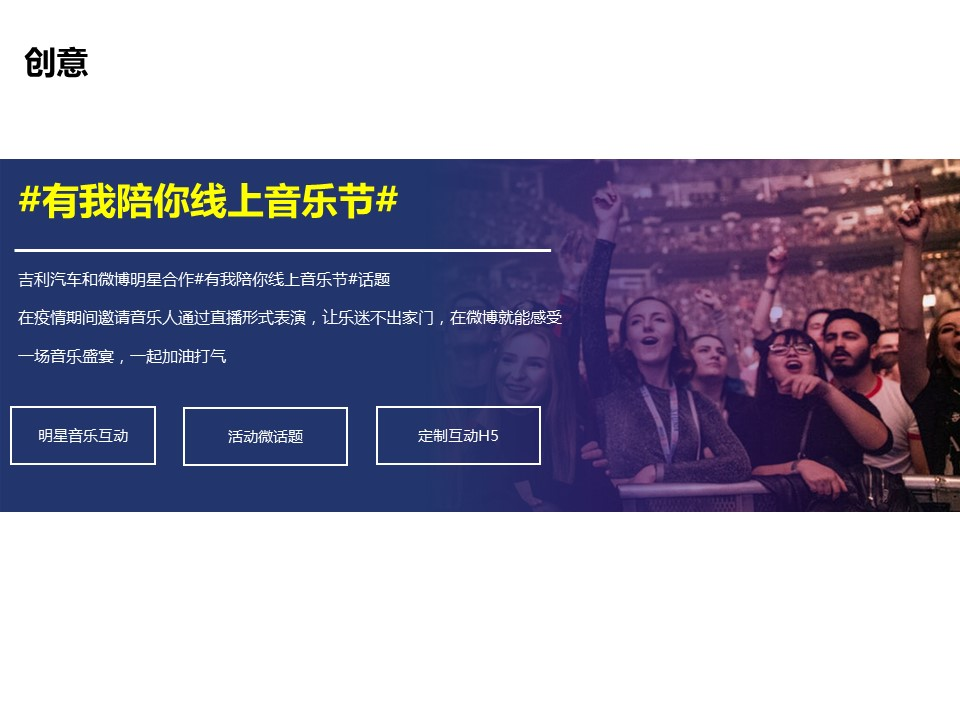 创意
#有我陪你线上音乐节#
吉利汽车和微博明星合作#有我陪你线上音乐节#话题
在疫情期间邀请音乐人通过直播形式表演，让乐迷不出家门，在微博就能感受
一场音乐盛宴，一起加油打气
明星音乐互动
活动微话题
定制互动H5